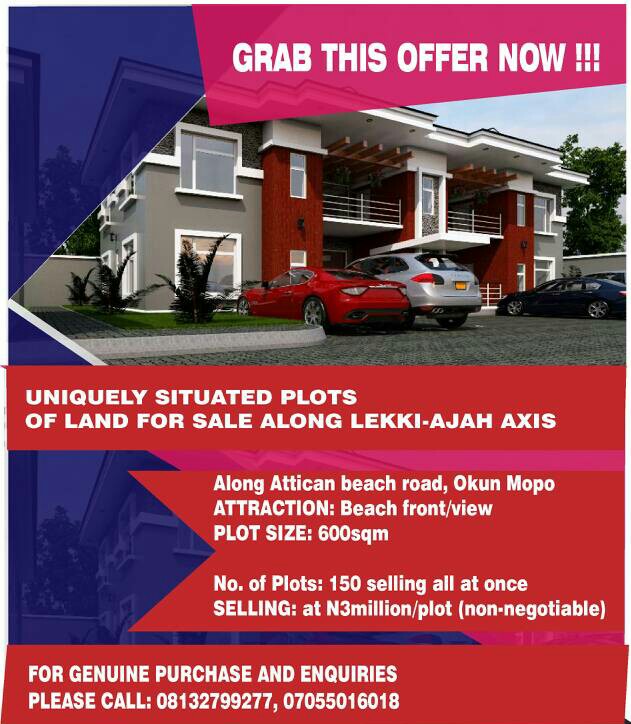 GRAB THIS OFFER NOW !!!
UNIQUELY SITUATED PLOTS
OF LAND FOR SALE ALONG LEKKI-AJAH AXIS
Along Attican beach road, Okun Mopo
ATTRACTION: Beach front/view
PLOT SIZE: 600sqm
No. of Plots: 150 selling all at once
SELLING: at N3million/plot (non-negotiable)
FOR GENUINE PURCHASE AND ENQUIRIES
PLEASE CALL: 08132799277, 07055016018